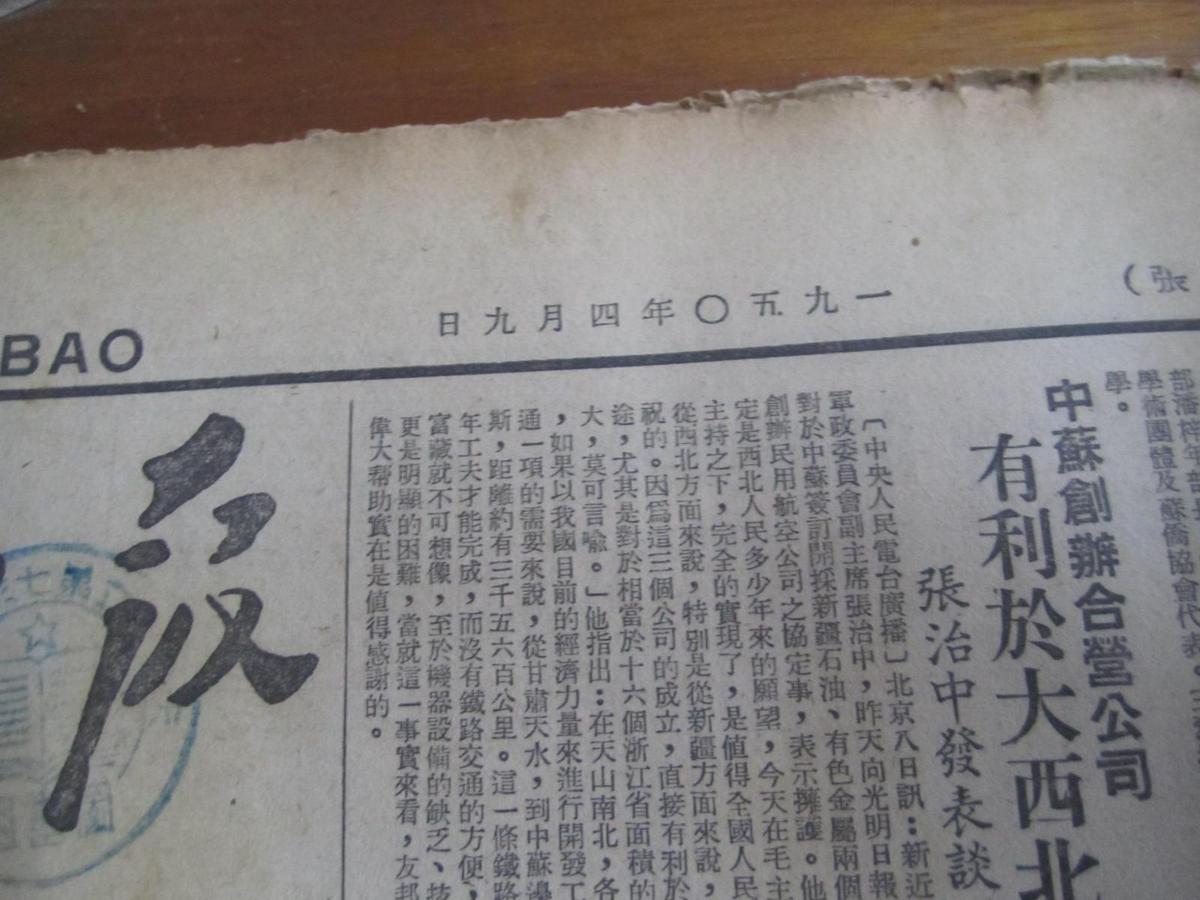 張)
一九五〇年四月九日
BAO
學術團體及蘇僑協會代表
學。
中蘇創辦合營公司
有利於大西北
張治中發表談
〔中央人民電台廣播〕北京八日訊:新近
軍政委員會副主席張治中,昨天向光明日報
對於中蘇簽訂開採新疆石油、有色金屬兩個
創辦民用航空公司之協定事,表示擁護。他
定是西北人民多少年來的願望,今天在毛主
主持之下,完全的實現了,是值得全國人民
從西北方面來說,特別是從新疆方面來說,
祝的。因爲這三個公司的成立,直接有利於
途,尤其是對於相當於十六個浙江省面積的
大,莫可言喻。」他指出:在天山南北,各
,如果以我國目前的經濟力量來進行開發工
通一項的需要來說,從甘肅天水,到中蘇邊
斯,距離約有三千五六百公里。這一條鐵路
年工夫才能完成,而沒有鐵路交通的方便,
富藏就不可想像,至於機器設備的缺乏、技
更是明顯的困難,當就這一事實來看,友邦
偉大帮助實在是值得感謝的。
第七